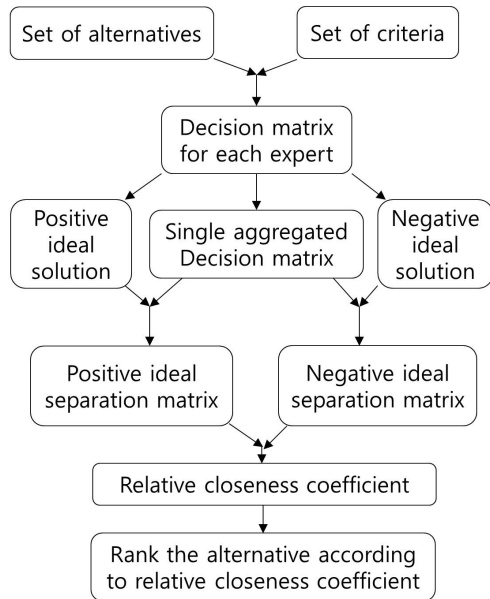 Set of alternatives
Set of criteria
Decision matrix
for each expert
Positive
ideal
solution
Single aggregated
Decision matrix
Negative
ideal
solution
Positive ideal
separation matrix
Negative ideal
separation matrix
Relative closeness coefficient
Rank the alternative according
to relative closeness coefficient